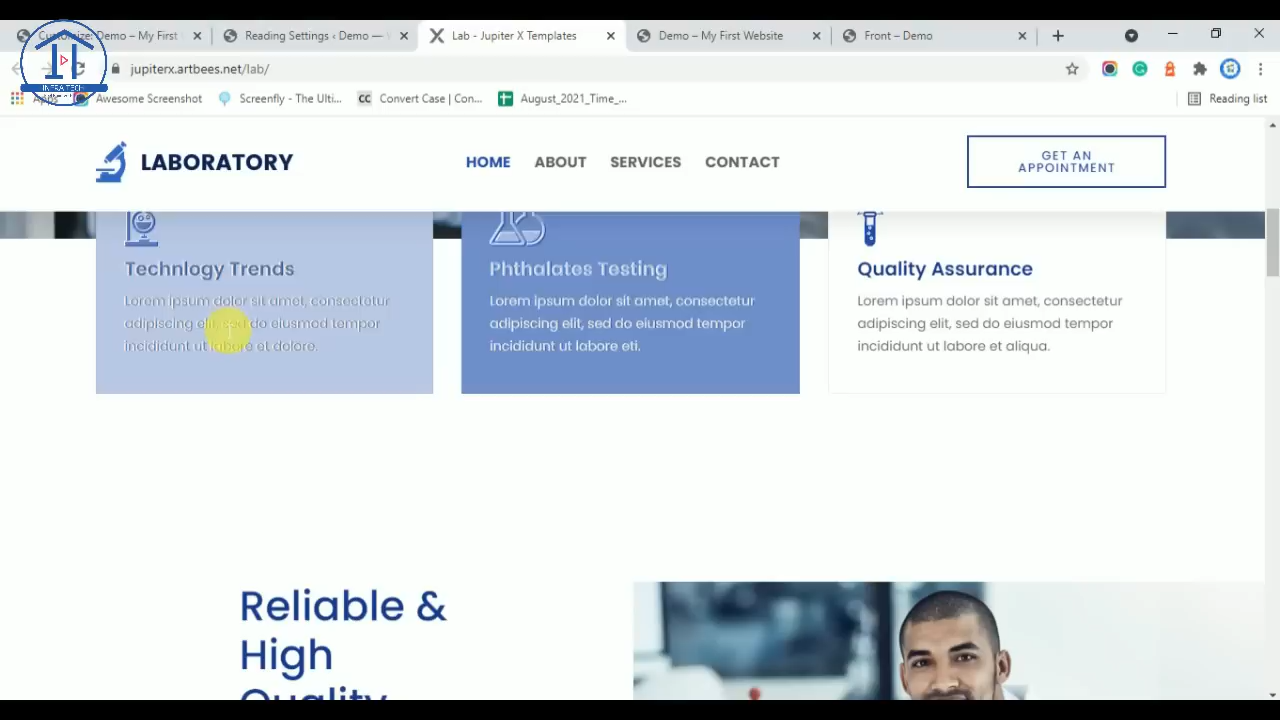 Customize: Demo – My First
Reading Settings ‹ Demo —
Lab - Jupiter X Templates
Demo – My First Website
Front – Demo
jupiterx.artbees.net/lab/
Apps
Awesome Screenshot
Screenfly - The Ulti...
CC
Convert Case | Con...
August_2021_Time_...
Reading list
INFRATECH
LABORATORY
HOME
ABOUT
SERVICES
CONTACT
GET AN
APPOINTMENT
Technlogy Trends
Lorem ipsum dolor sit amet, consectetur
adipiscing elit, sed do eiusmod tempor
incididunt ut labore et dolore.
Phthalates Testing
Lorem ipsum dolor sit amet, consectetur
adipiscing elit, sed do eiusmod tempor
incididunt ut labore eti.
Quality Assurance
Lorem ipsum dolor sit amet, consectetur
adipiscing elit, sed do eiusmod tempor
incididunt ut labore et aliqua.
Reliable &
High
Quality